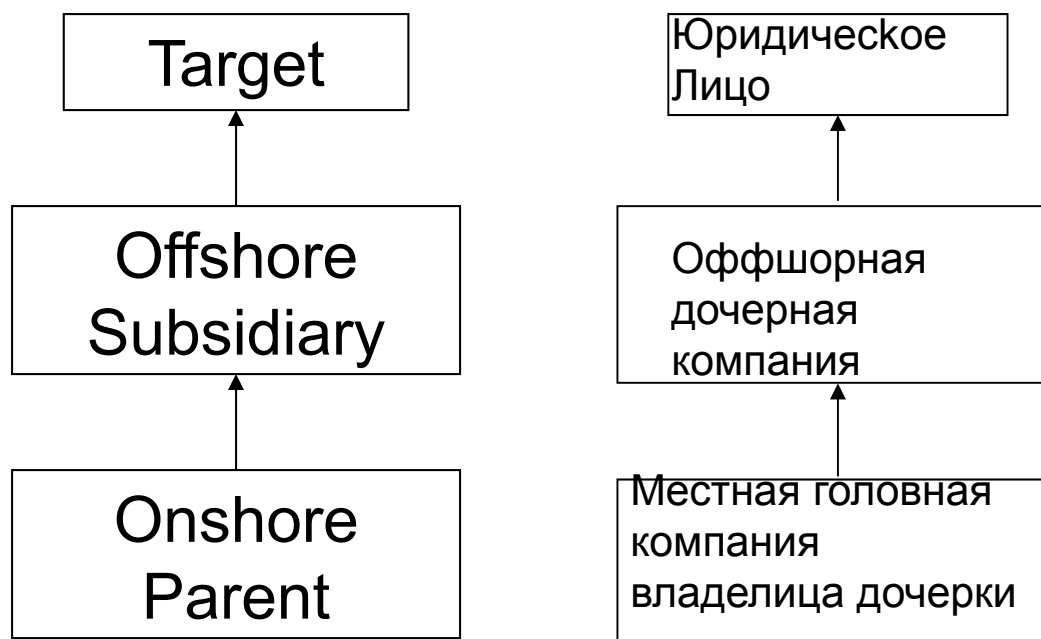 Target
Offshore
Subsidiary
Onshore
Parent
Юридическое
Лицо
Оффшорная
дочерная
компания
Местная головная
компания
владелица дочерки